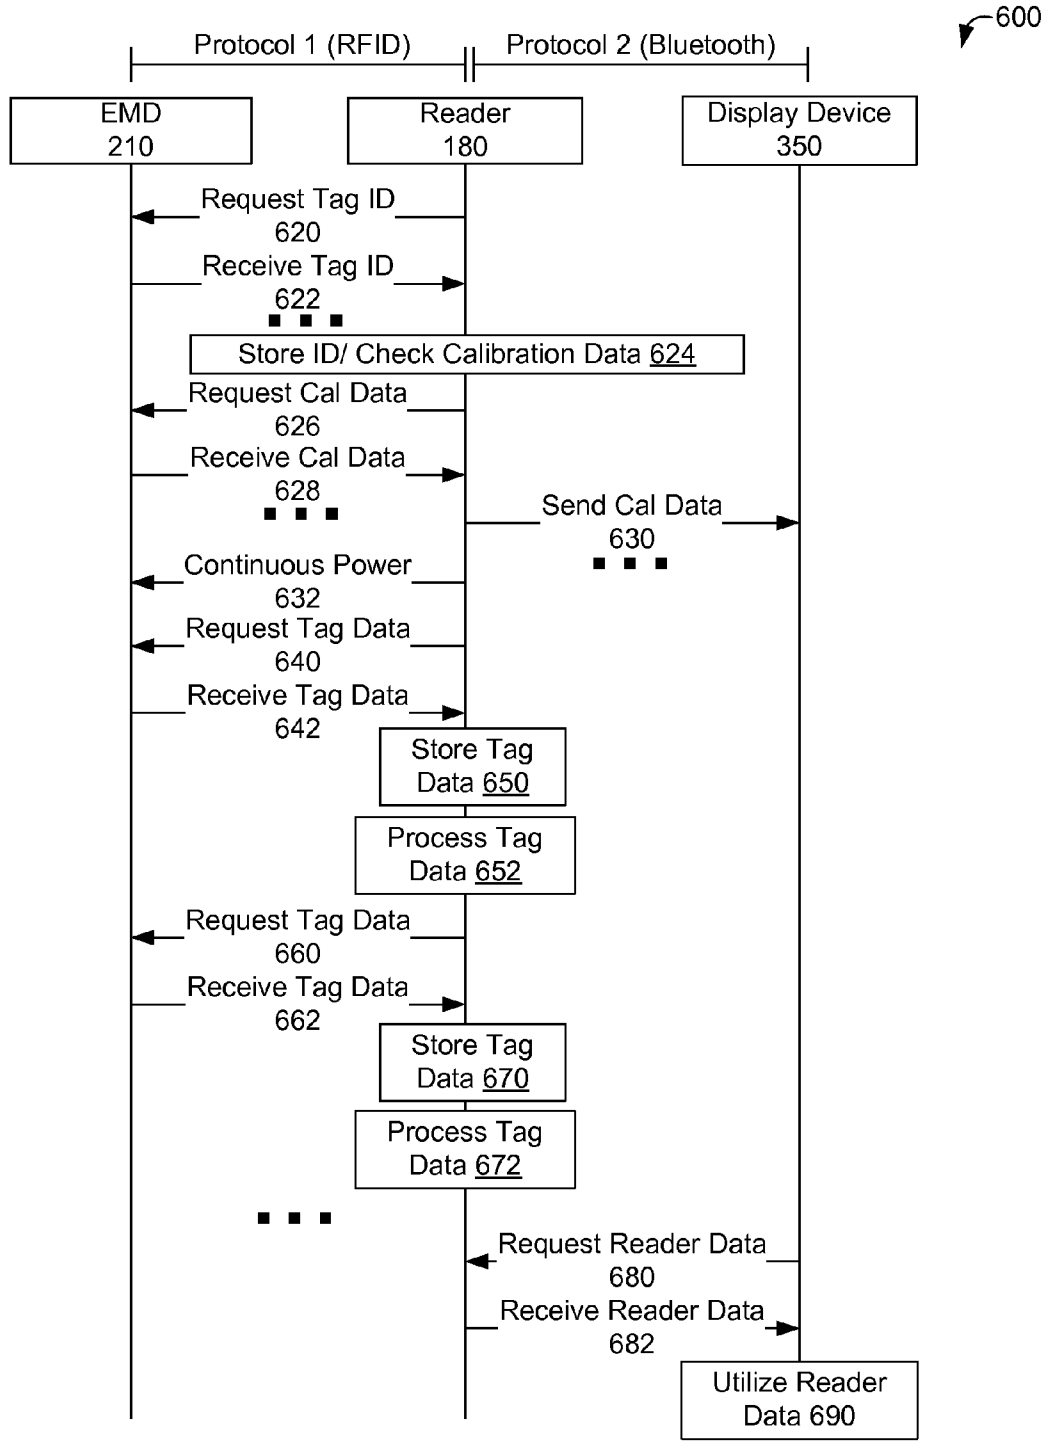 600
Protocol 1 (RFID)
Protocol 2 (Bluetooth)
EMD
210
Reader
180
Display Device
350
Request Tag ID
620
Receive Tag ID
622
Store ID/ Check Calibration Data 624
Request Cal Data
626
Receive Cal Data
628
Send Cal Data
630
Continuous Power
632
Request Tag Data
640
Receive Tag Data
642
Store Tag
Data 650
Process Tag
Data 652
Request Tag Data
660
Receive Tag Data
662
Store Tag
Data 670
Process Tag
Data 672
Request Reader Data
680
Receive Reader Data
682
Utilize Reader
Data 690